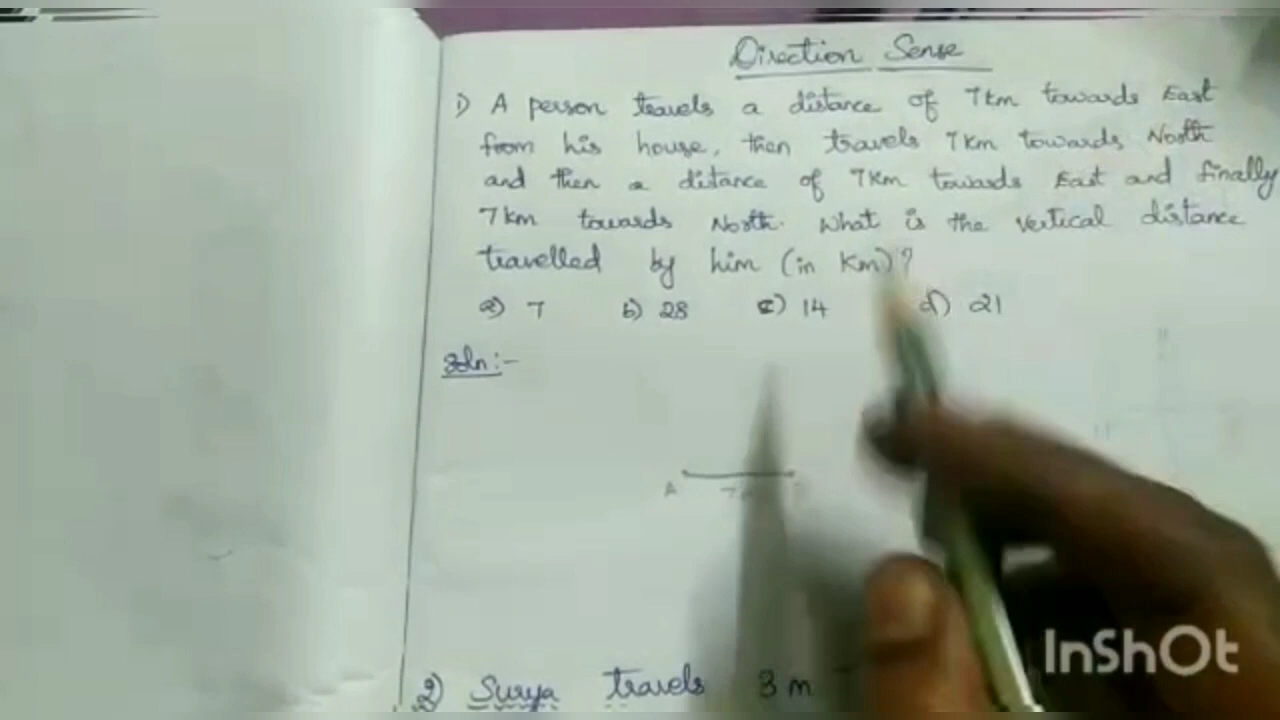 Direction Sense
1) A person travels a distance of 7km towards East
from his house, then travels 7km towards North
and then a distance of 7km towards East and finally
7km towards North. What is the vertical distance
travelled by him (in Km)?
a) 7 b) 28 c) 14 d) 21
Soln:-
A 7
2) Surya travels 3m
InShOt